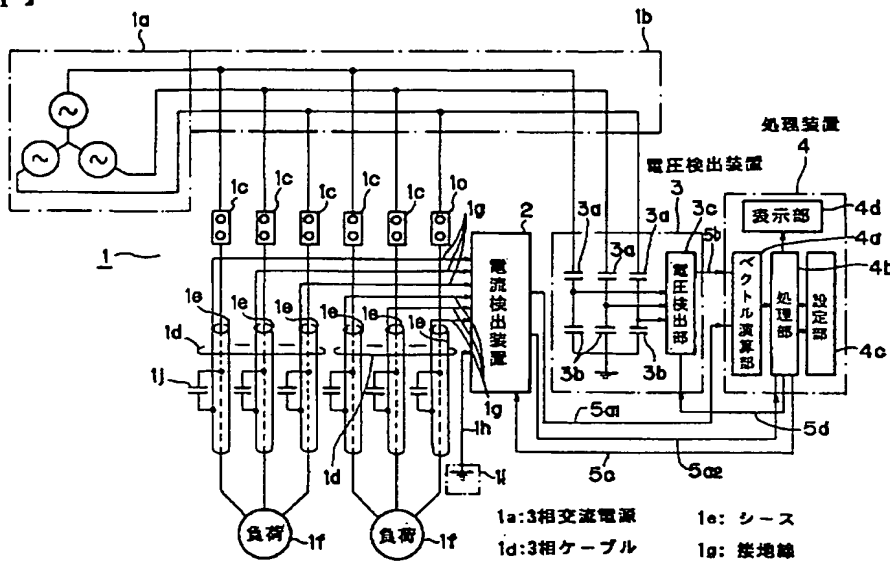 1a
1b
処理装置
4
電圧検出装置
3
1c
1c
1c
1c
1c
1c
1g
2
3a
3a
3a
3c
5b
表示部
4d
4a
4b
1
電流検出装置
電圧検出部
ベクトル演算部
処理部
設定部
4c
1e
1e
1e
1e
1e
1e
1d
1j
1d
1g
3b
3b
1h
5a1
5d
5a2
5c
1i
負荷
1f
負荷
1f
1a:3相交流電源
1e:シース
1d:3相ケーブル
1g:接地線